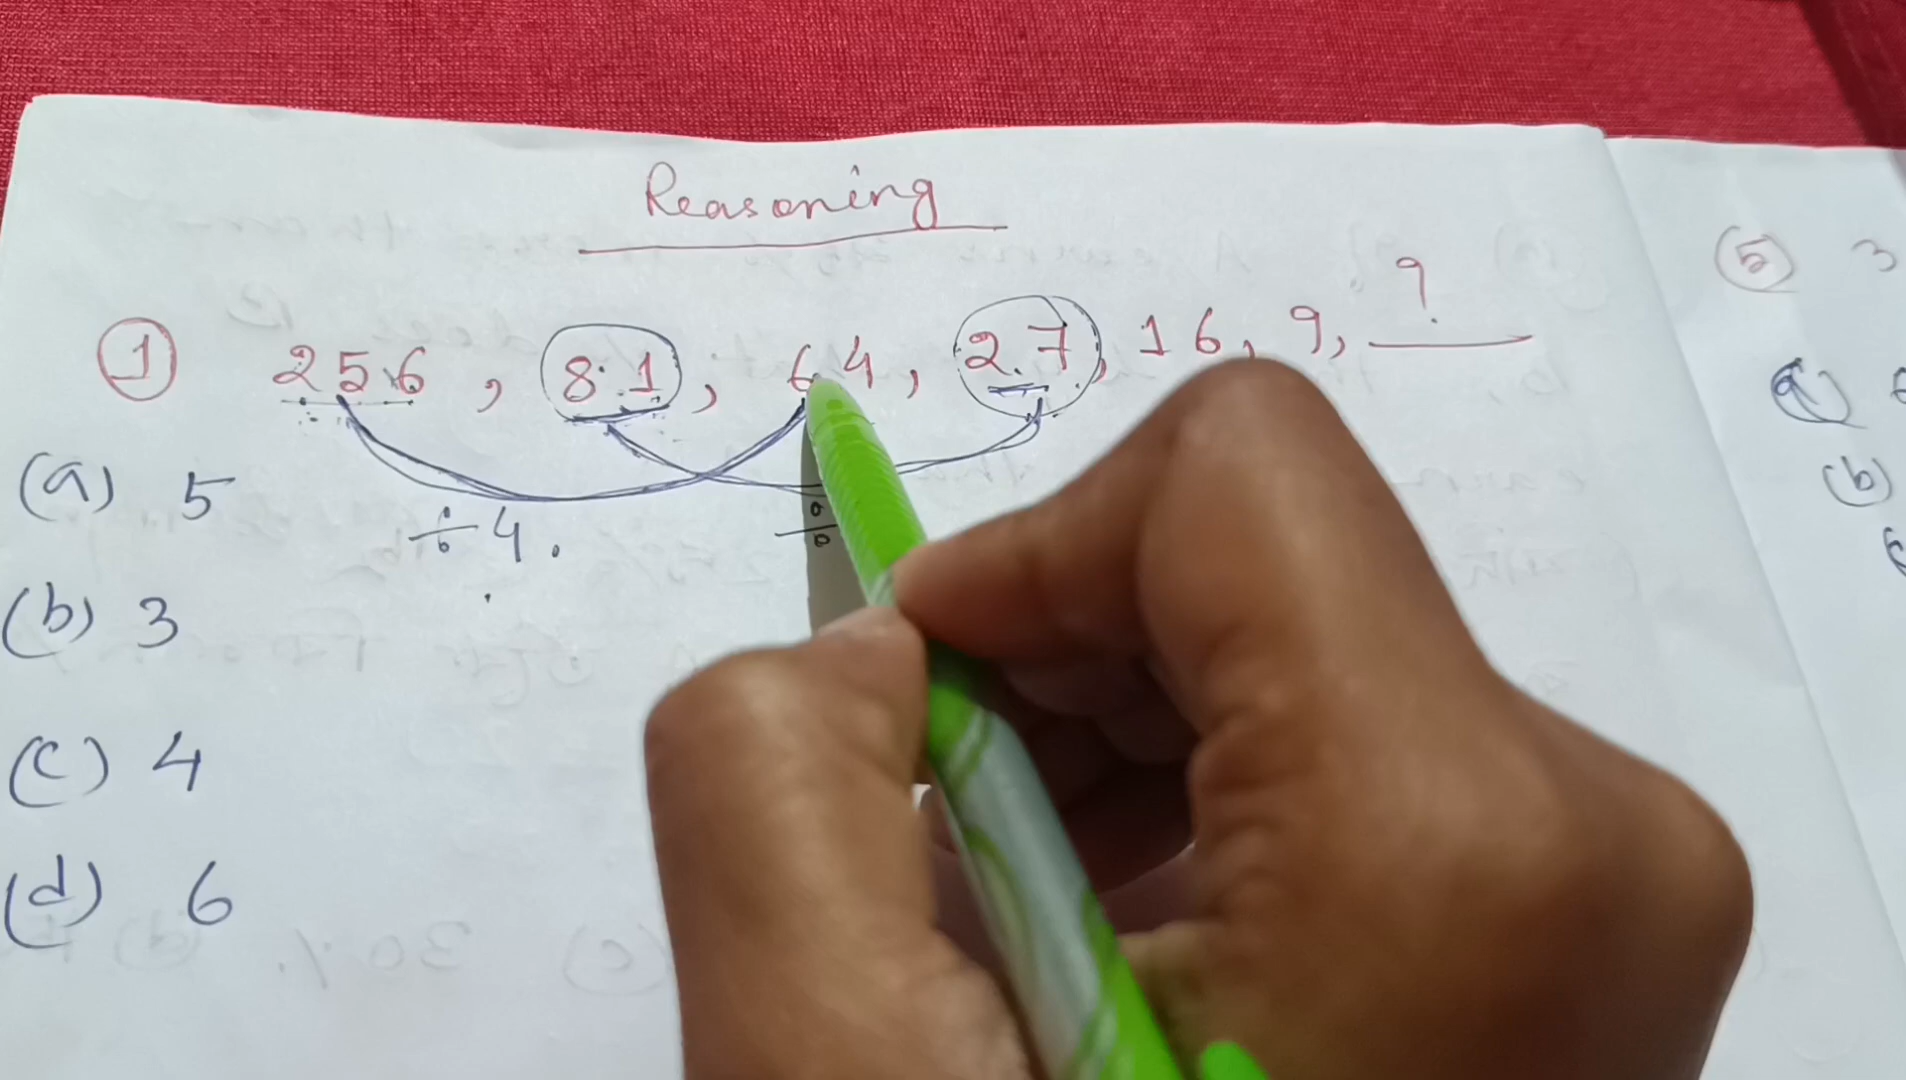 Reasoning
① 256, 81, 64, 27, 16, 9, ?
(a) 5
÷4.
÷
(b) 3
(c) 4
(d) 6
(5) 3
(a)
(b)